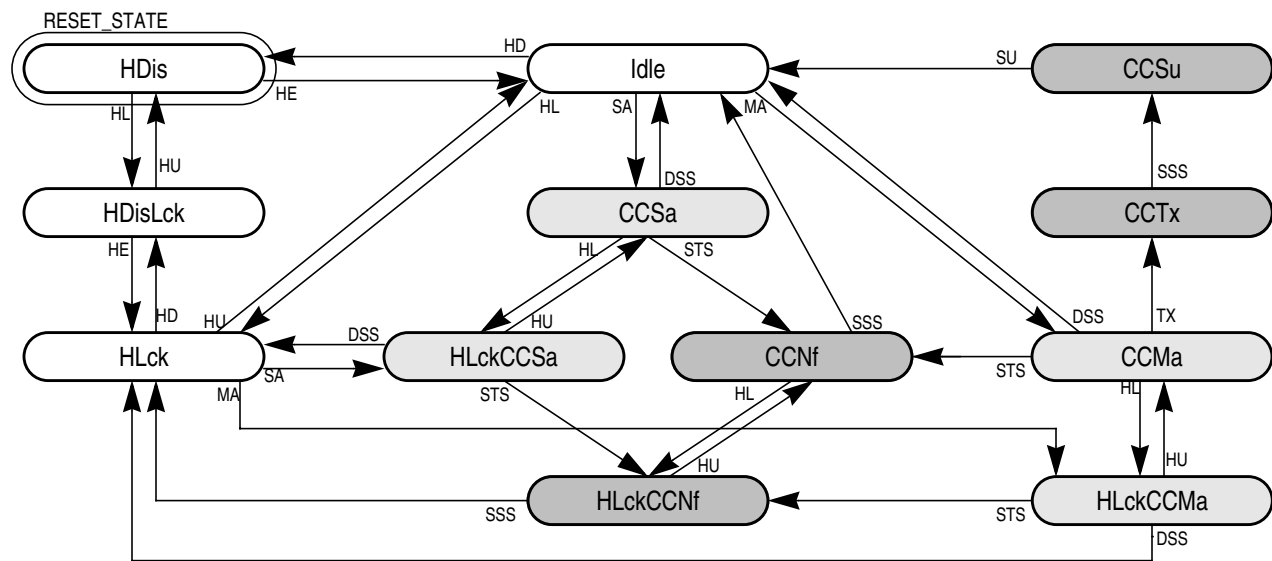 RESET_STATE
HDis
HD
Idle
SU
CCSu
HE
HL
HL
SA
MA
HU
DSS
SSS
HDisLck
CCSa
CCTx
HE
HL
STS
HD
HU
HU
DSS
SSS
DSS
TX
HLck
HLckCCSa
CCNf
CCMa
SA
MA
STS
HL
STS
HL
HU
HU
SSS
HLckCCNf
STS
HLckCCMa
DSS